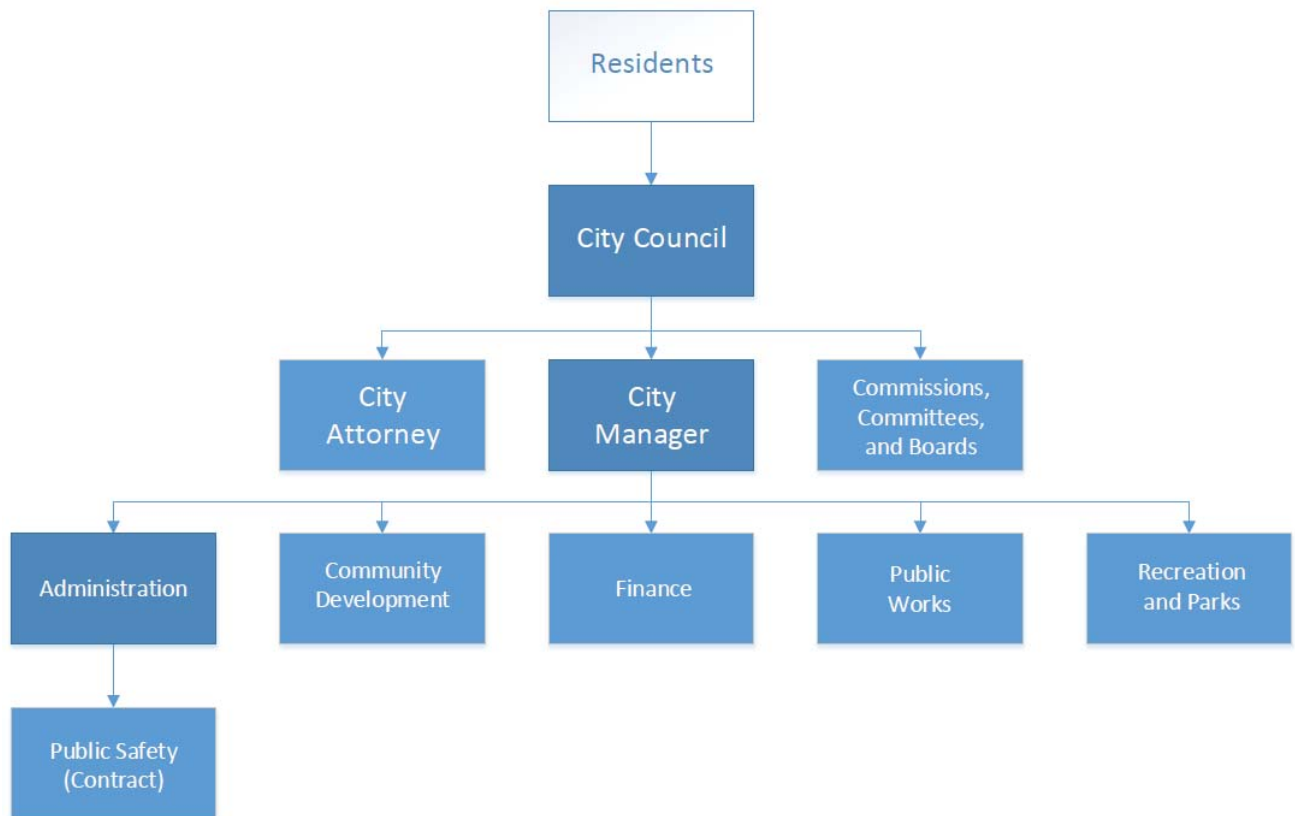 Residents
City Council
City
Attorney
City
Manager
Commissions,
Committees,
and Boards
Administration
Community
Development
Finance
Public
Works
Recreation
and Parks
Public Safety
(Contract)